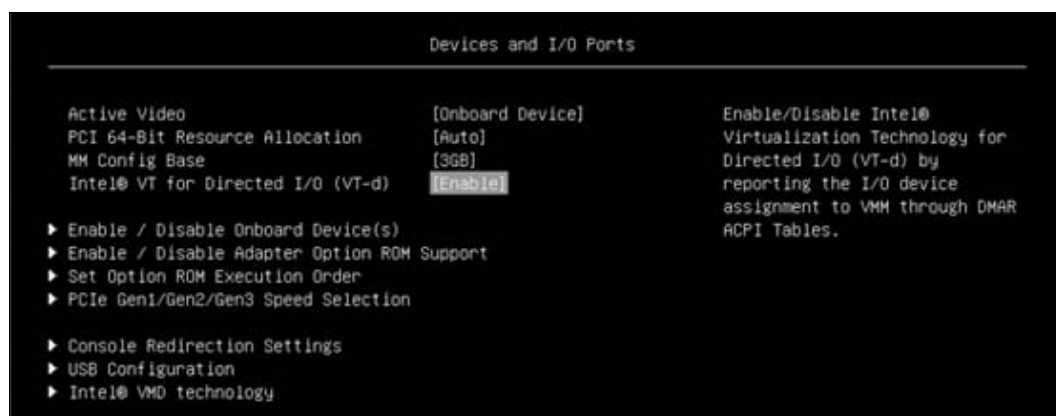 Devices and I/O Ports
Active Video [Onboard Device]
PCI 64-Bit Resource Allocation [Auto]
MM Config Base [3GB]
Intel® VT for Directed I/O (VT-d) [Enable]
Enable/Disable Intel®
Virtualization Technology for
Directed I/O (VT-d) by
reporting the I/O device
assignment to VMM through DMAR
ACPI Tables.
Enable / Disable Onboard Device(s)
Enable / Disable Adapter Option ROM Support
Set Option ROM Execution Order
PCIe Gen1/Gen2/Gen3 Speed Selection
Console Redirection Settings
USB Configuration
Intel® VMD technology